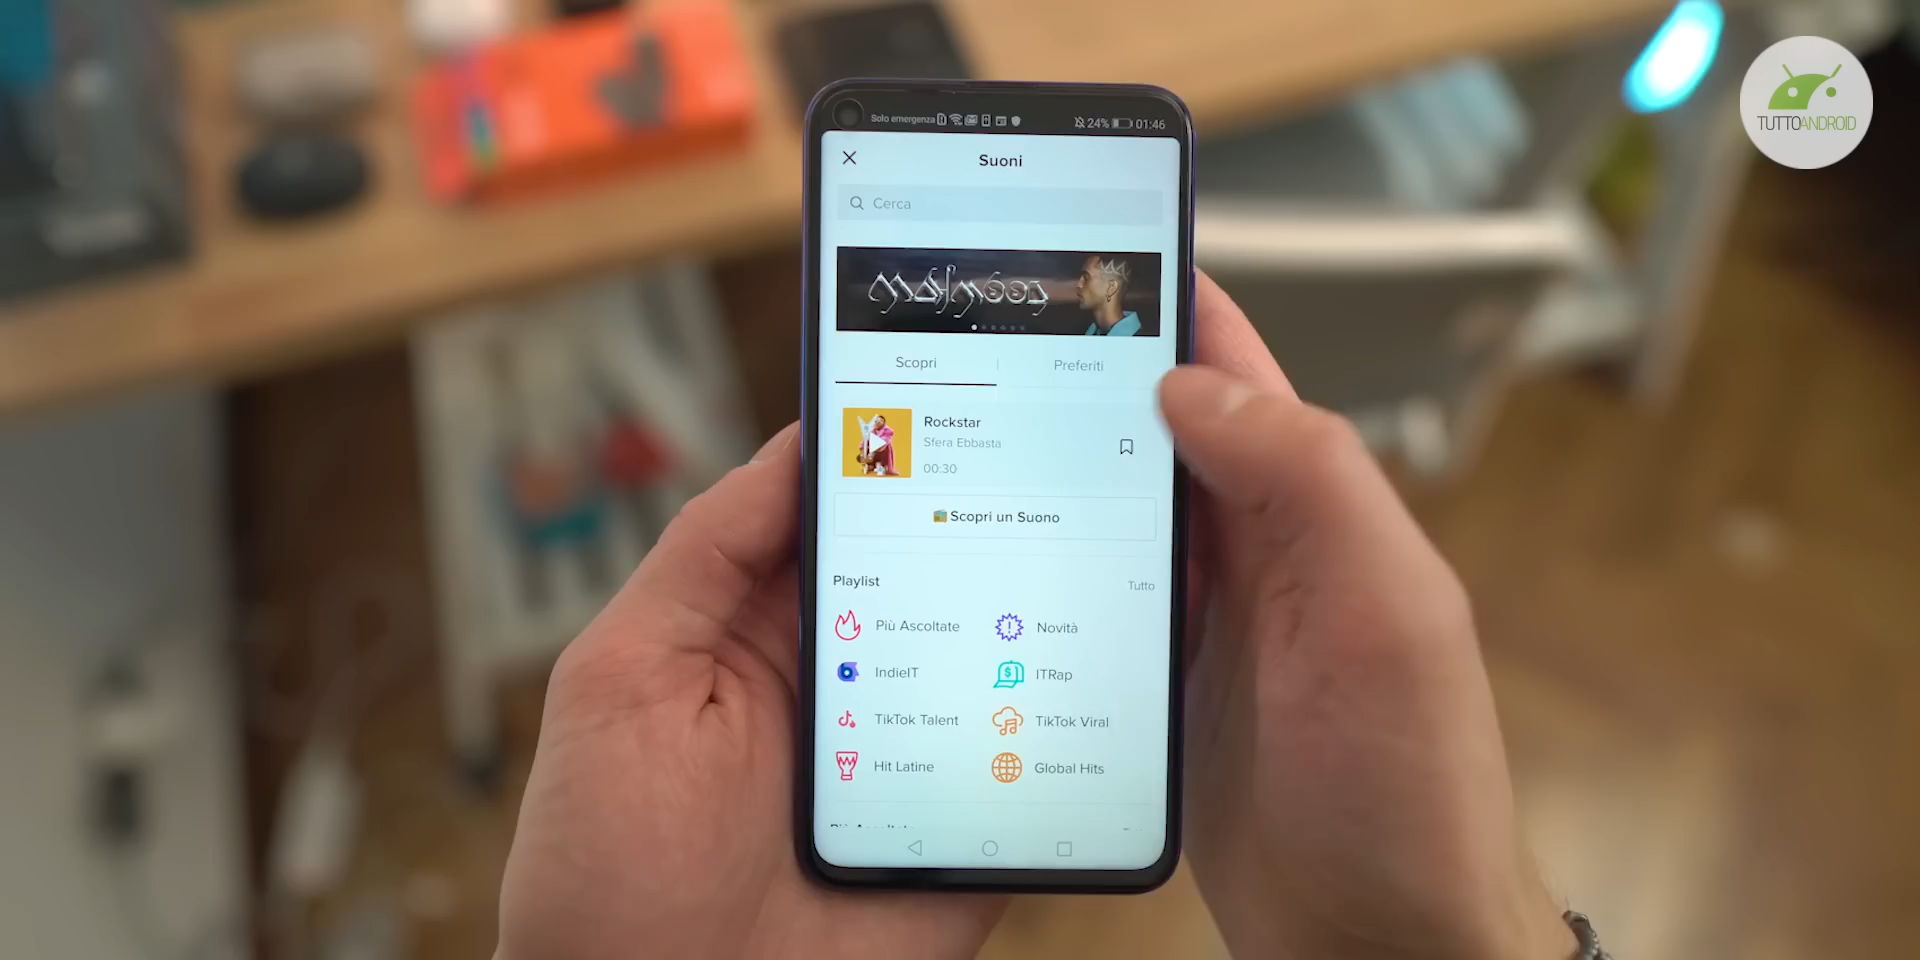 Solo emergenza
24%
01:46
TUTTOANDROID
Suoni
Cerca
mahmood
Scopri
Preferiti
Rockstar
Sfera Ebbasta
00:30
Scopri un Suono
Playlist
Tutto
Più Ascoltate
Novità
IndieIT
ITRap
TikTok Talent
TikTok Viral
Hit Latine
Global Hits